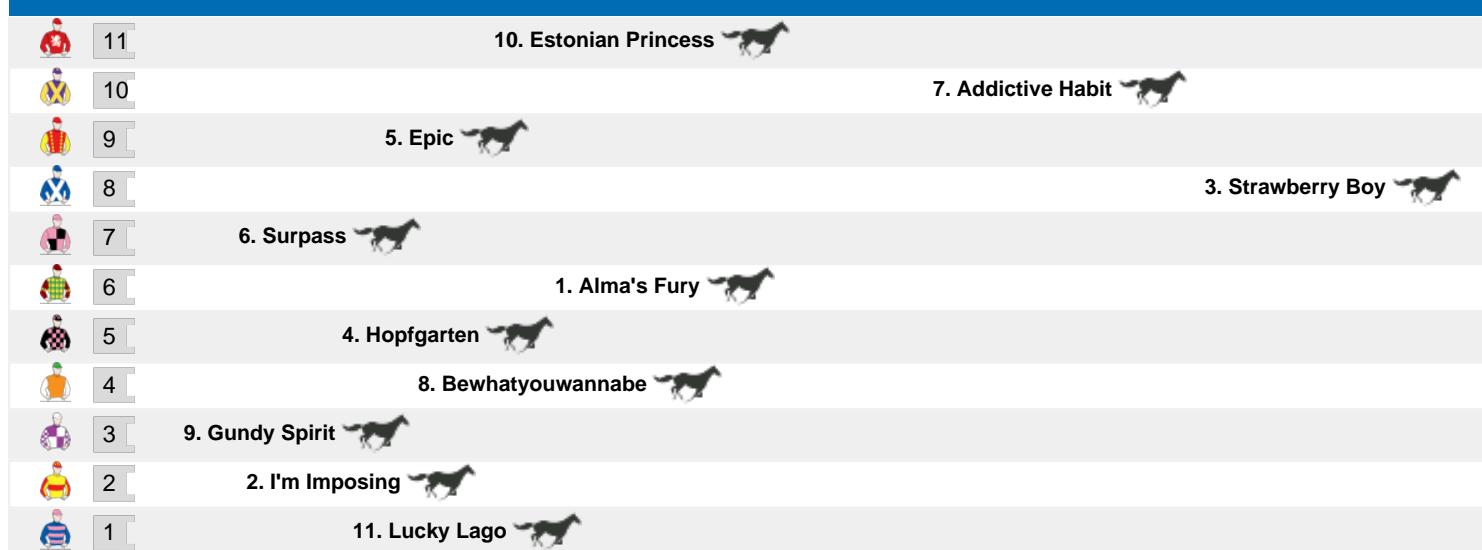 11 10. Estonian Princess
10 7. Addictive Habit
9 5. Epic
8 3. Strawberry Boy
7 6. Surpass
6 1. Alma's Fury
5 4. Hopfgarten
4 8. Bewhatyouwannabe
3 9. Gundy Spirit
2 2. I'm Imposing
1 11. Lucky Lago